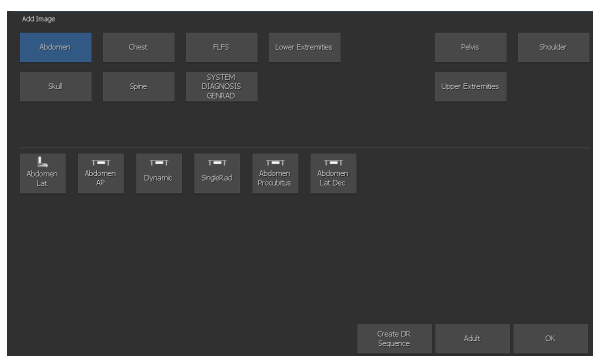 Add Image
Abdomen
Chest
FLFS
Lower Extremities
Pelvis
Shoulder
Skull
Spine
SYSTEM
DIAGNOSIS
GENRAD
Upper Extremities
Abdomen
Lat
Abdomen
AP
Dynamic
SingleRad
Abdomen
Procubitus
Abdomen
Lat Dec
Create DR
Sequence
Adult
OK